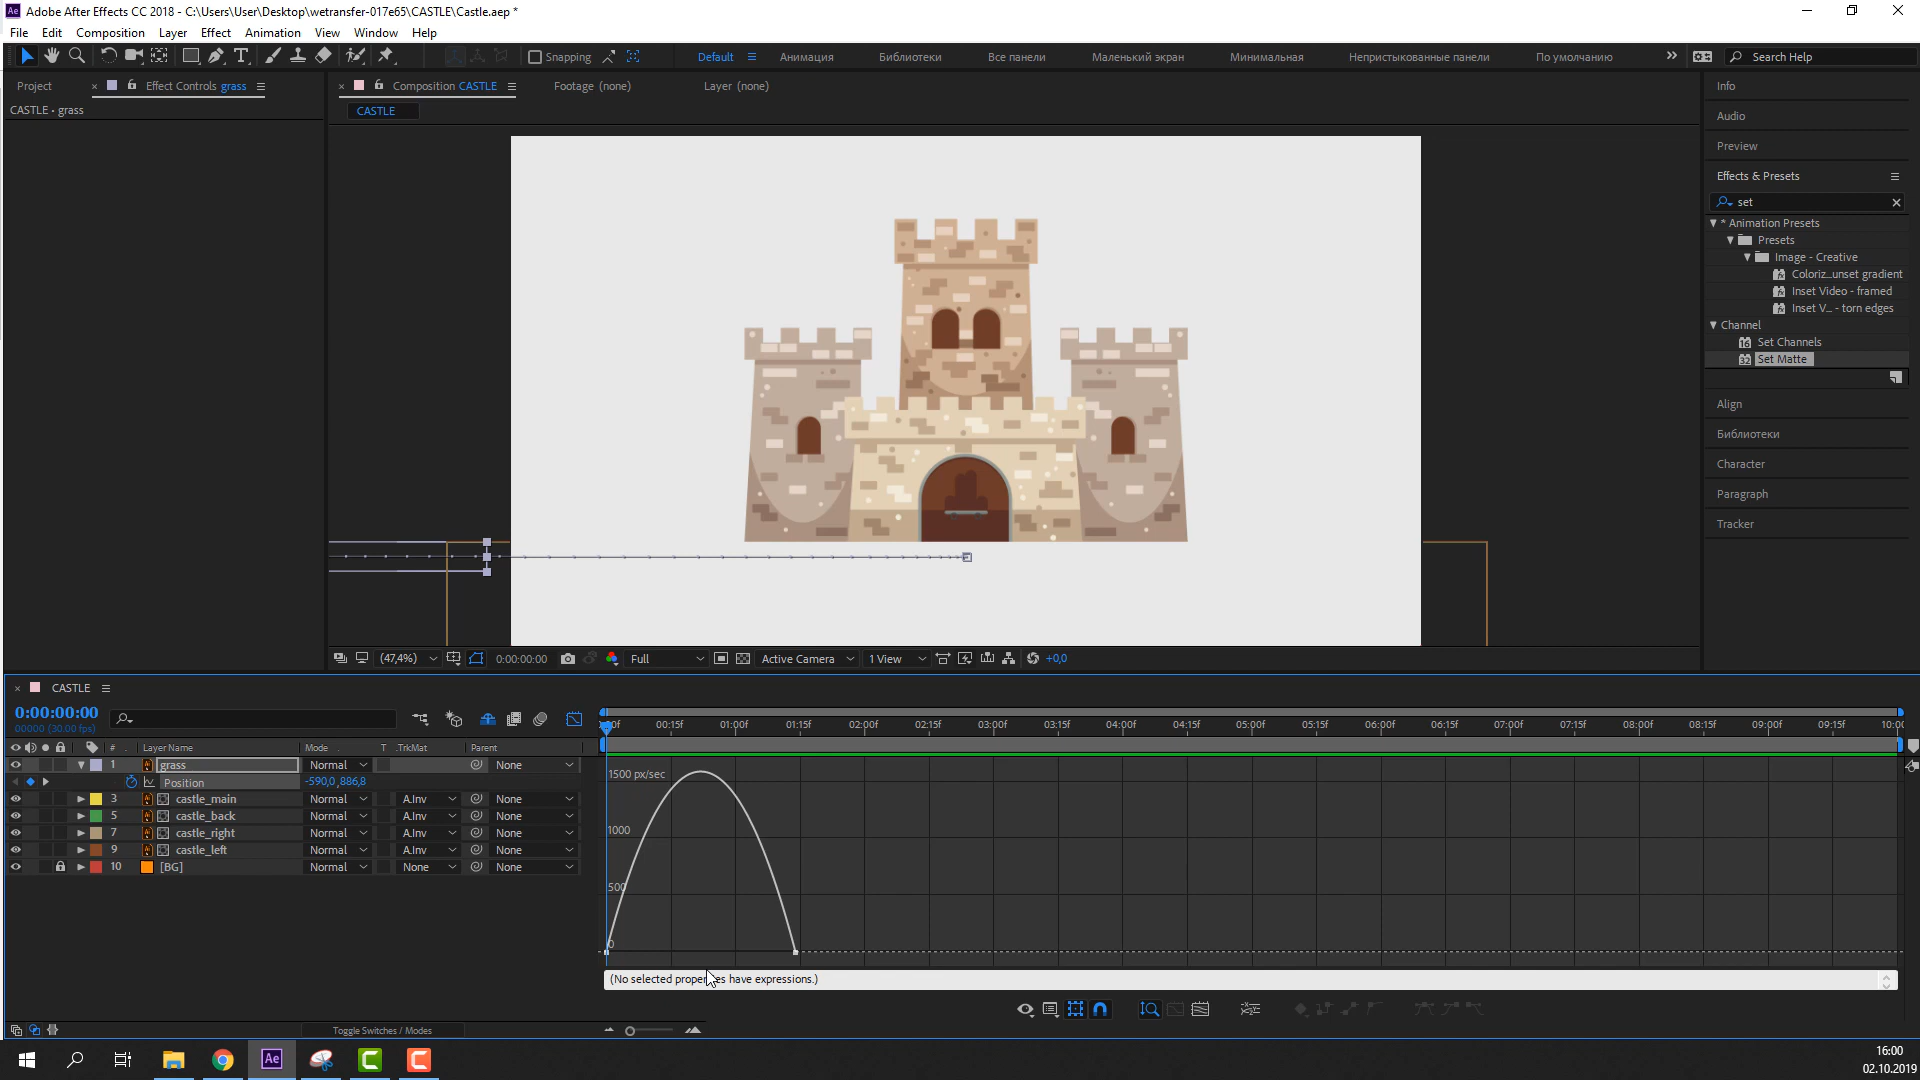 Adobe After Effects CC 2018 - C:\Users\User\Desktop\wetransfer-017e65\CASTLE\Castle.aep *
File Edit Composition Layer Effect Animation View Window Help
Snapping Default Анимация Библиотеки Все панели Маленький экран Минимальная Непристыкованные панели По умолчанию Search Help
Project Effect Controls grass Composition CASTLE Footage (none) Layer (none) Info
CASTLE • grass CASTLE
Audio
Preview
Effects & Presets
set
* Animation Presets
Presets
Image - Creative
Coloriz...unset gradient
Inset Video - framed
Inset V... - torn edges
Channel
Set Channels
Set Matte
Align
Библиотеки
Character
Paragraph
Tracker
(47,4%) 0:00:00:00 Full Active Camera 1 View +0,0
CASTLE
0:00:00:00
00000 (30.00 fps)
00f 00:15f 01:00f 01:15f 02:00f 02:15f 03:00f 03:15f 04:00f 04:15f 05:00f 05:15f 06:00f 06:15f 07:00f 07:15f 08:00f 08:15f 09:00f 09:15f 10:00
# Layer Name Mode T .TrkMat Parent
1 grass Normal None
Position -590,0 ,886,8
3 castle_main Normal A.Inv None
5 castle_back Normal A.Inv None
7 castle_right Normal A.Inv None
9 castle_left Normal A.Inv None
10 [BG] Normal None None
1500 px/sec
1000
500
0
(No selected properties have expressions.)
Toggle Switches / Modes
16:00
02.10.2019